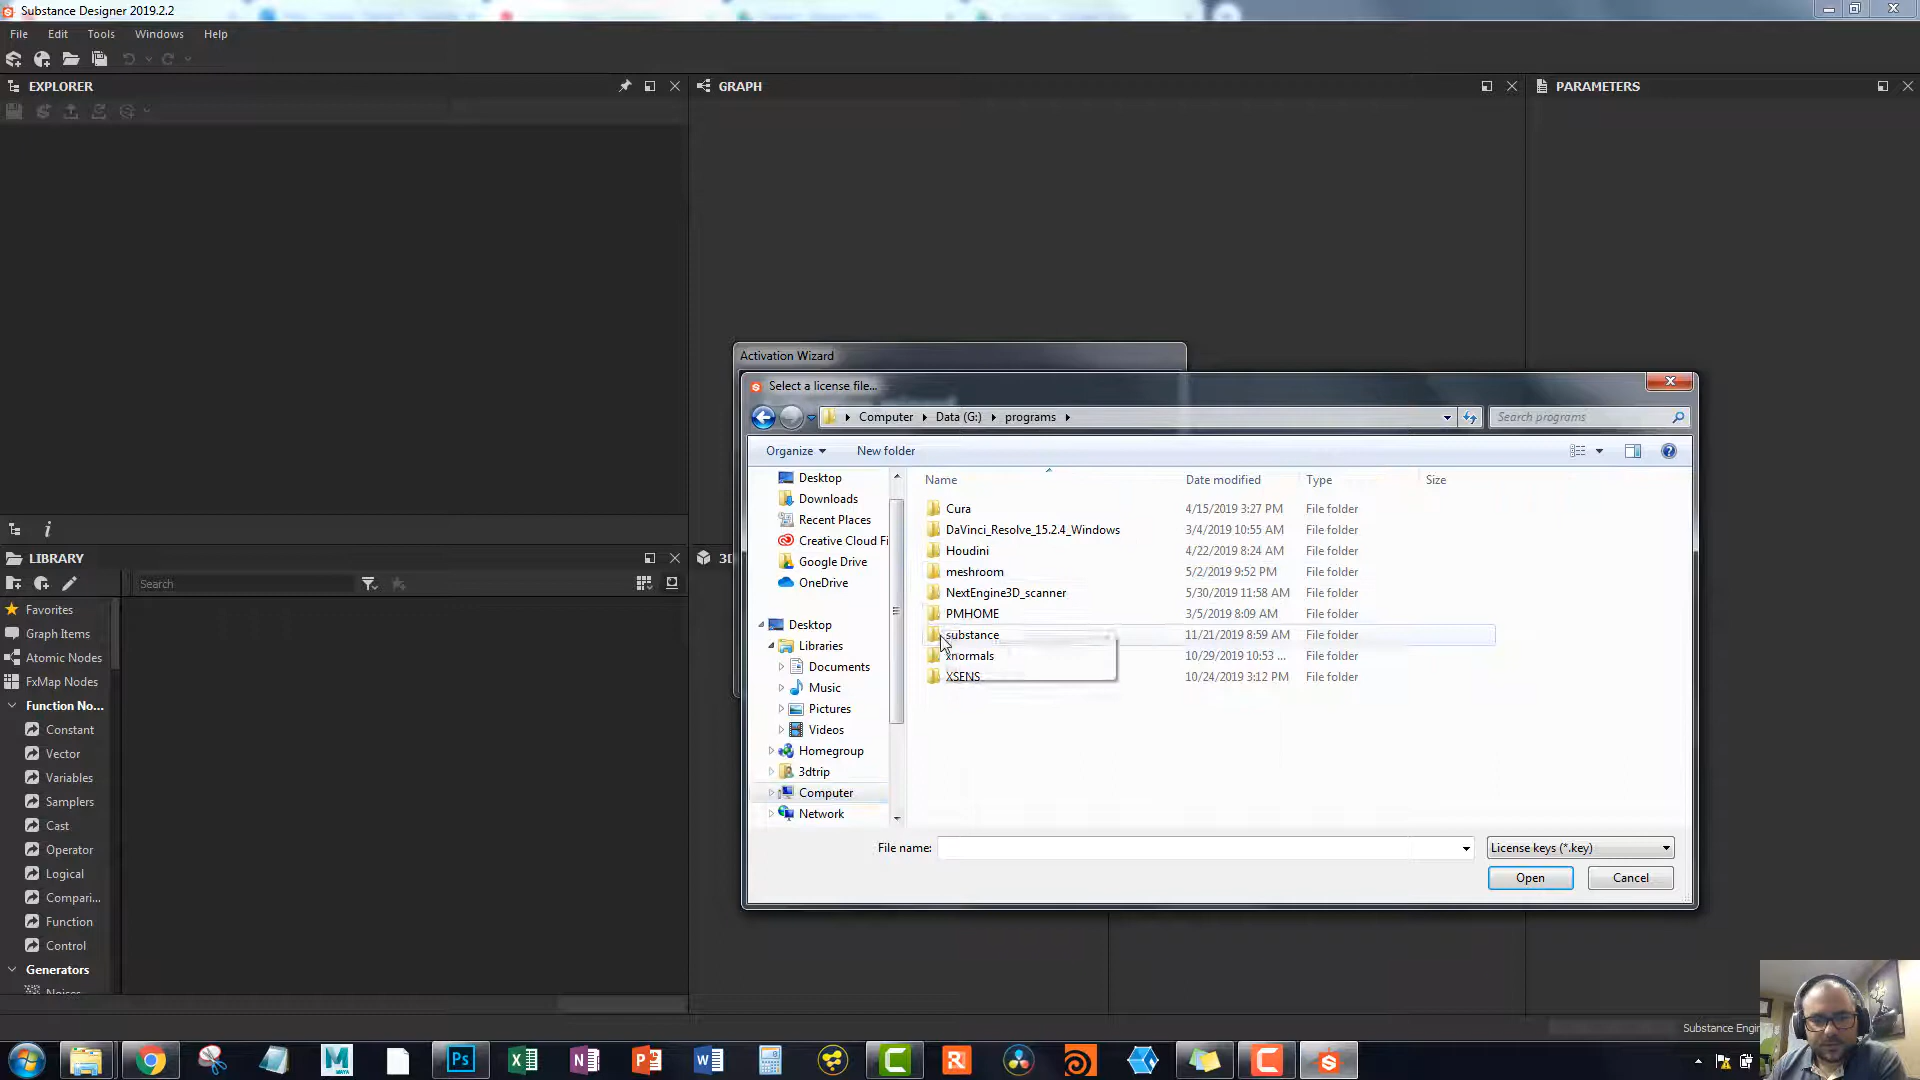 Substance Designer 2019.2.2
File Edit Tools Windows Help
EXPLORER
GRAPH
PARAMETERS
Activation Wizard
Select a license file...
Computer Data (G:) programs
Search programs
Organize New folder
Name Date modified Type Size
Desktop
Downloads
Recent Places
Creative Cloud Fi
Google Drive
OneDrive
Desktop
Libraries
Documents
Music
Pictures
Videos
Homegroup
3dtrip
Computer
Network
Cura 4/15/2019 3:27 PM File folder
DaVinci_Resolve_15.2.4_Windows 3/4/2019 10:55 AM File folder
Houdini 4/22/2019 8:24 AM File folder
meshroom 5/2/2019 9:52 PM File folder
NextEngine3D_scanner 5/30/2019 11:58 AM File folder
PMHOME 3/5/2019 8:09 AM File folder
substance 11/21/2019 8:59 AM File folder
xnormals 10/29/2019 10:53 ... File folder
XSENS 10/24/2019 3:12 PM File folder
File name:
License keys (*.key)
Open Cancel
LIBRARY
3D
Search
Favorites
Graph Items
Atomic Nodes
FxMap Nodes
Function No...
Constant
Vector
Variables
Samplers
Cast
Operator
Logical
Compari...
Function
Control
Generators
Substance Engi